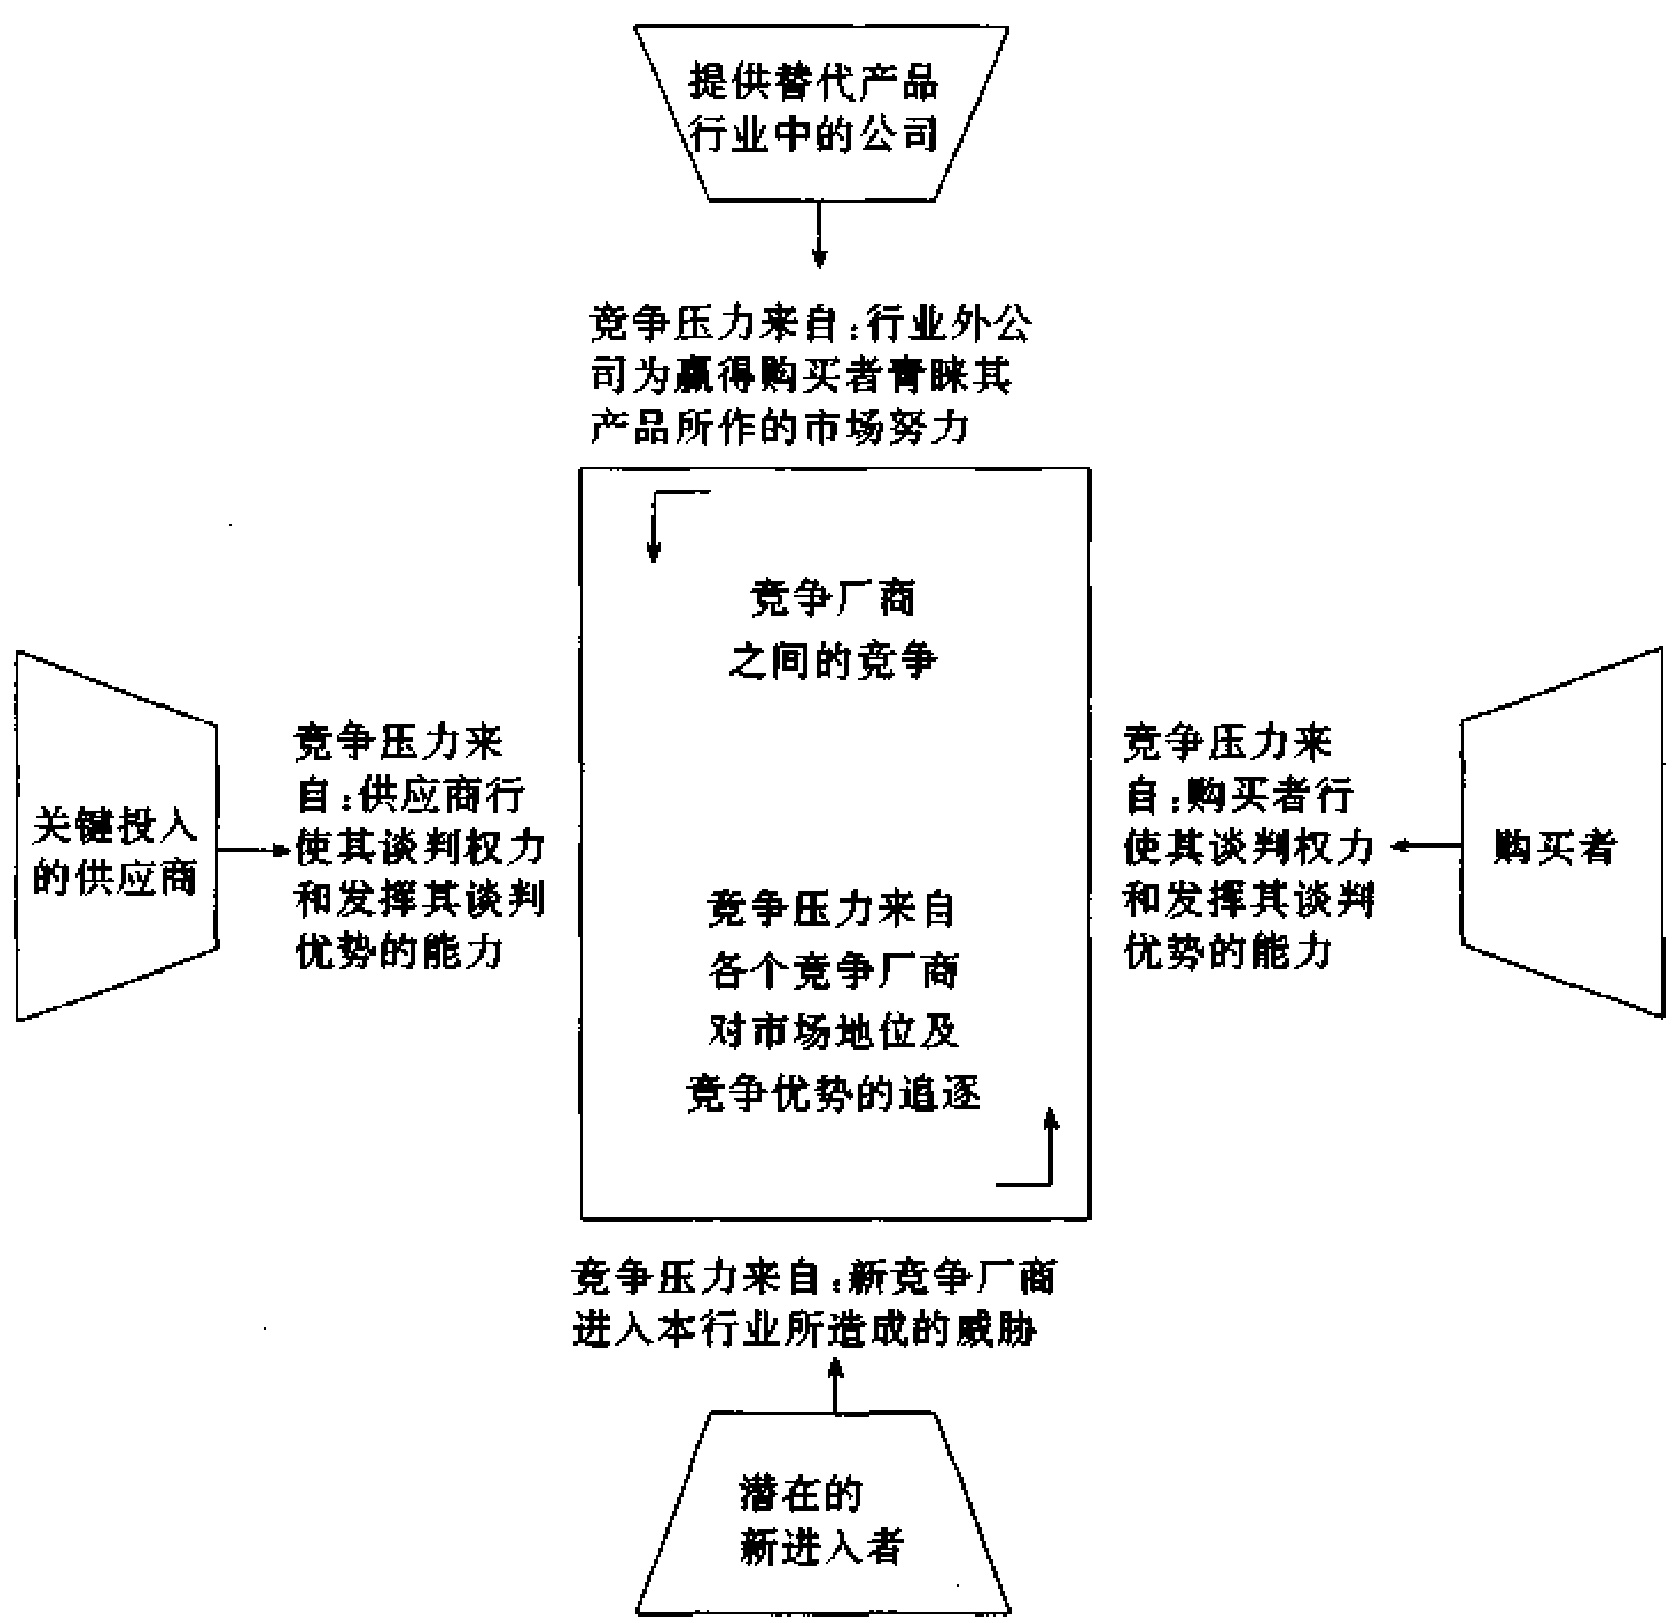 提供替代产品
行业中的公司
竞争压力来自:行业外公
司为赢得购买者青睐其
产品所作的市场努力
竞争厂商
之间的竞争
关键投入
的供应商
竞争压力来
自:供应商行
使其谈判权力
和发挥其谈判
优势的能力
竞争压力来自
各个竞争厂商
对市场地位及
竞争优势的追逐
竞争压力来
自:购买者行
使其谈判权力
和发挥其谈判
优势的能力
购买者
竞争压力来自:新竞争厂商
进入本行业所造成的威胁
潜在的
新进入者